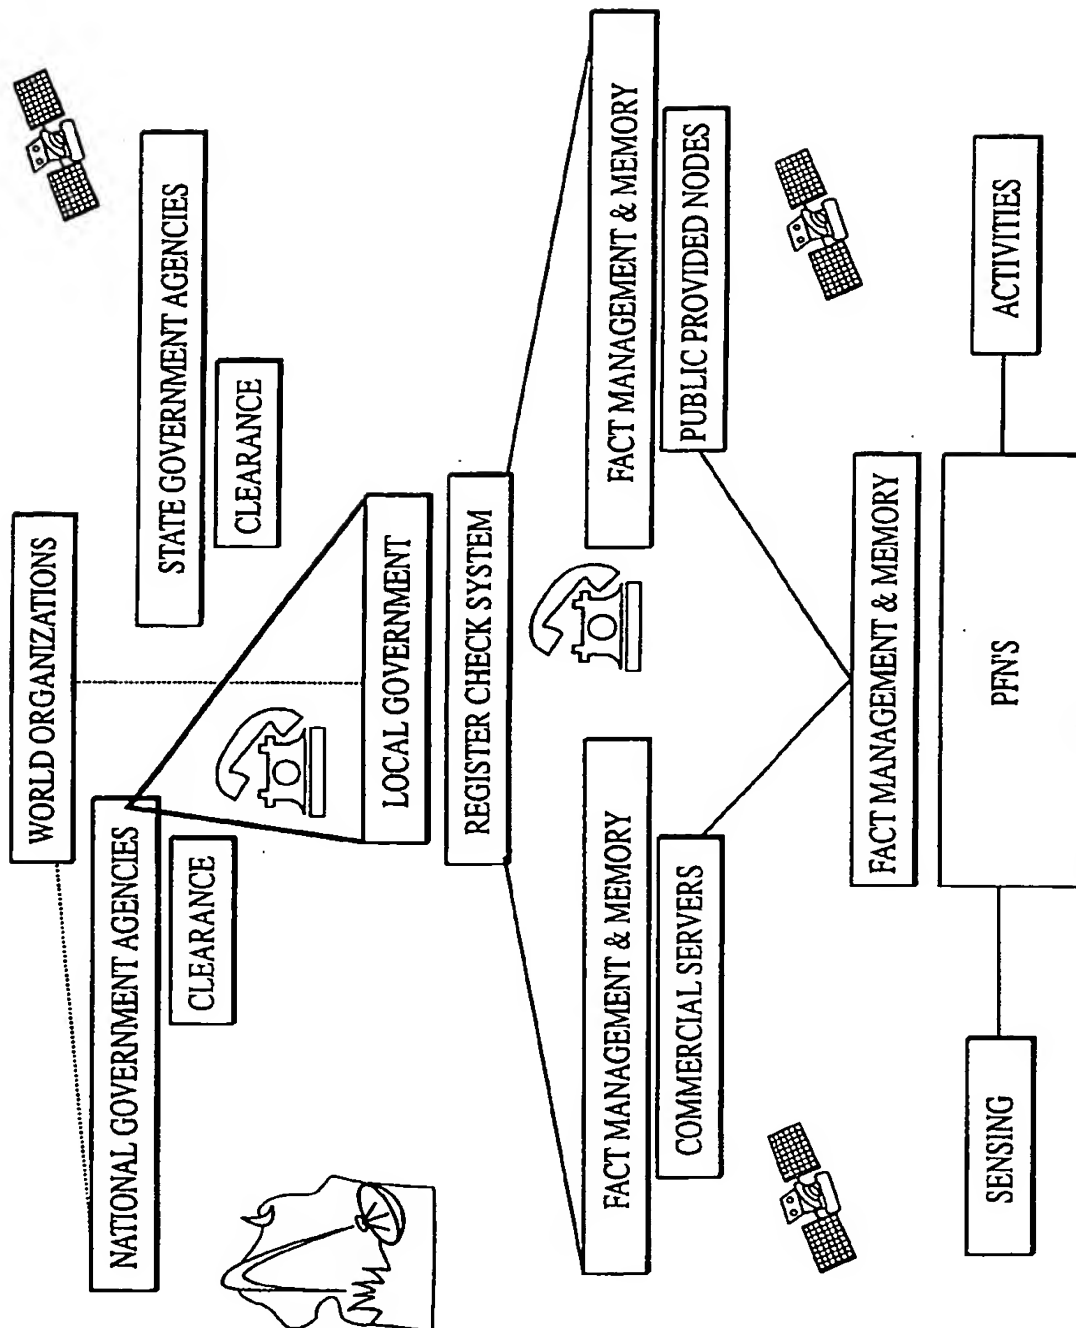 WORLD ORGANIZATIONS
NATIONAL GOVERNMENT AGENCIES
STATE GOVERNMENT AGENCIES
CLEARANCE
CLEARANCE
LOCAL GOVERNMENT
REGISTER CHECK SYSTEM
FACT MANAGEMENT & MEMORY
FACT MANAGEMENT & MEMORY
COMMERCIAL SERVERS
PUBLIC PROVIDED NODES
FACT MANAGEMENT & MEMORY
SENSING
PFN'S
ACTIVITIES